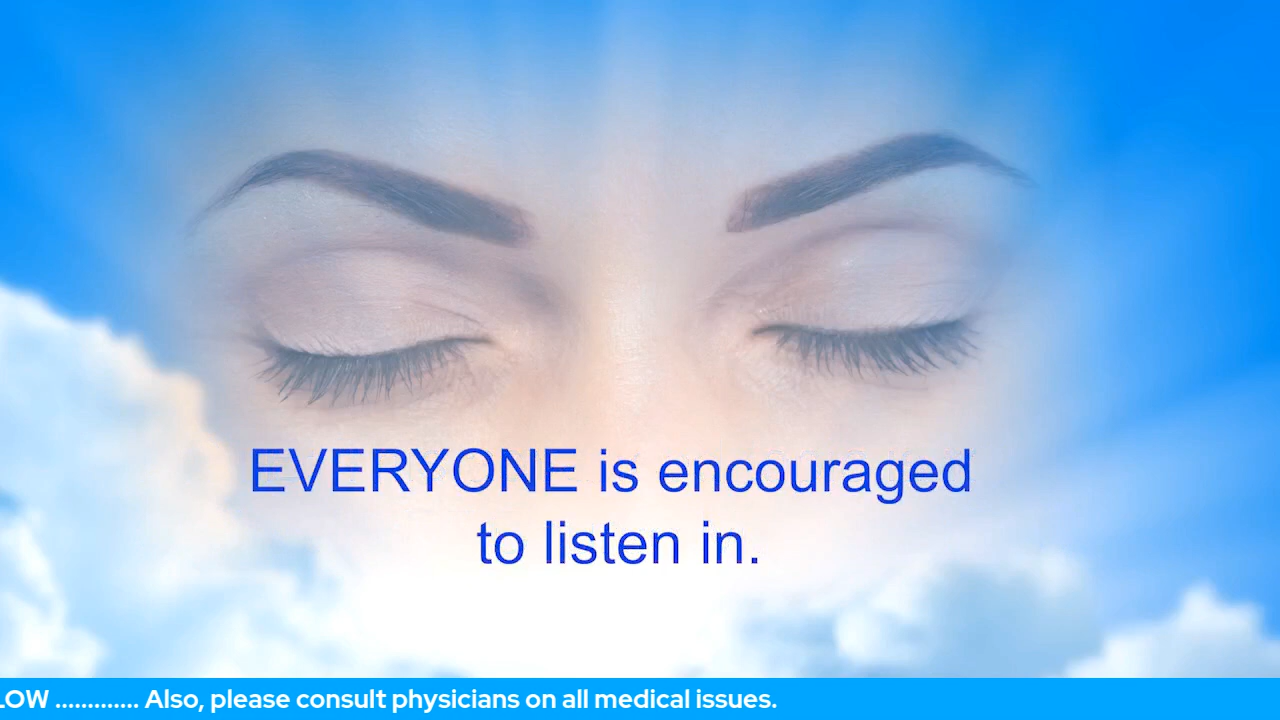 EVERYONE is encouraged
to listen in.
LOW ............. Also, please consult physicians on all medical issues.